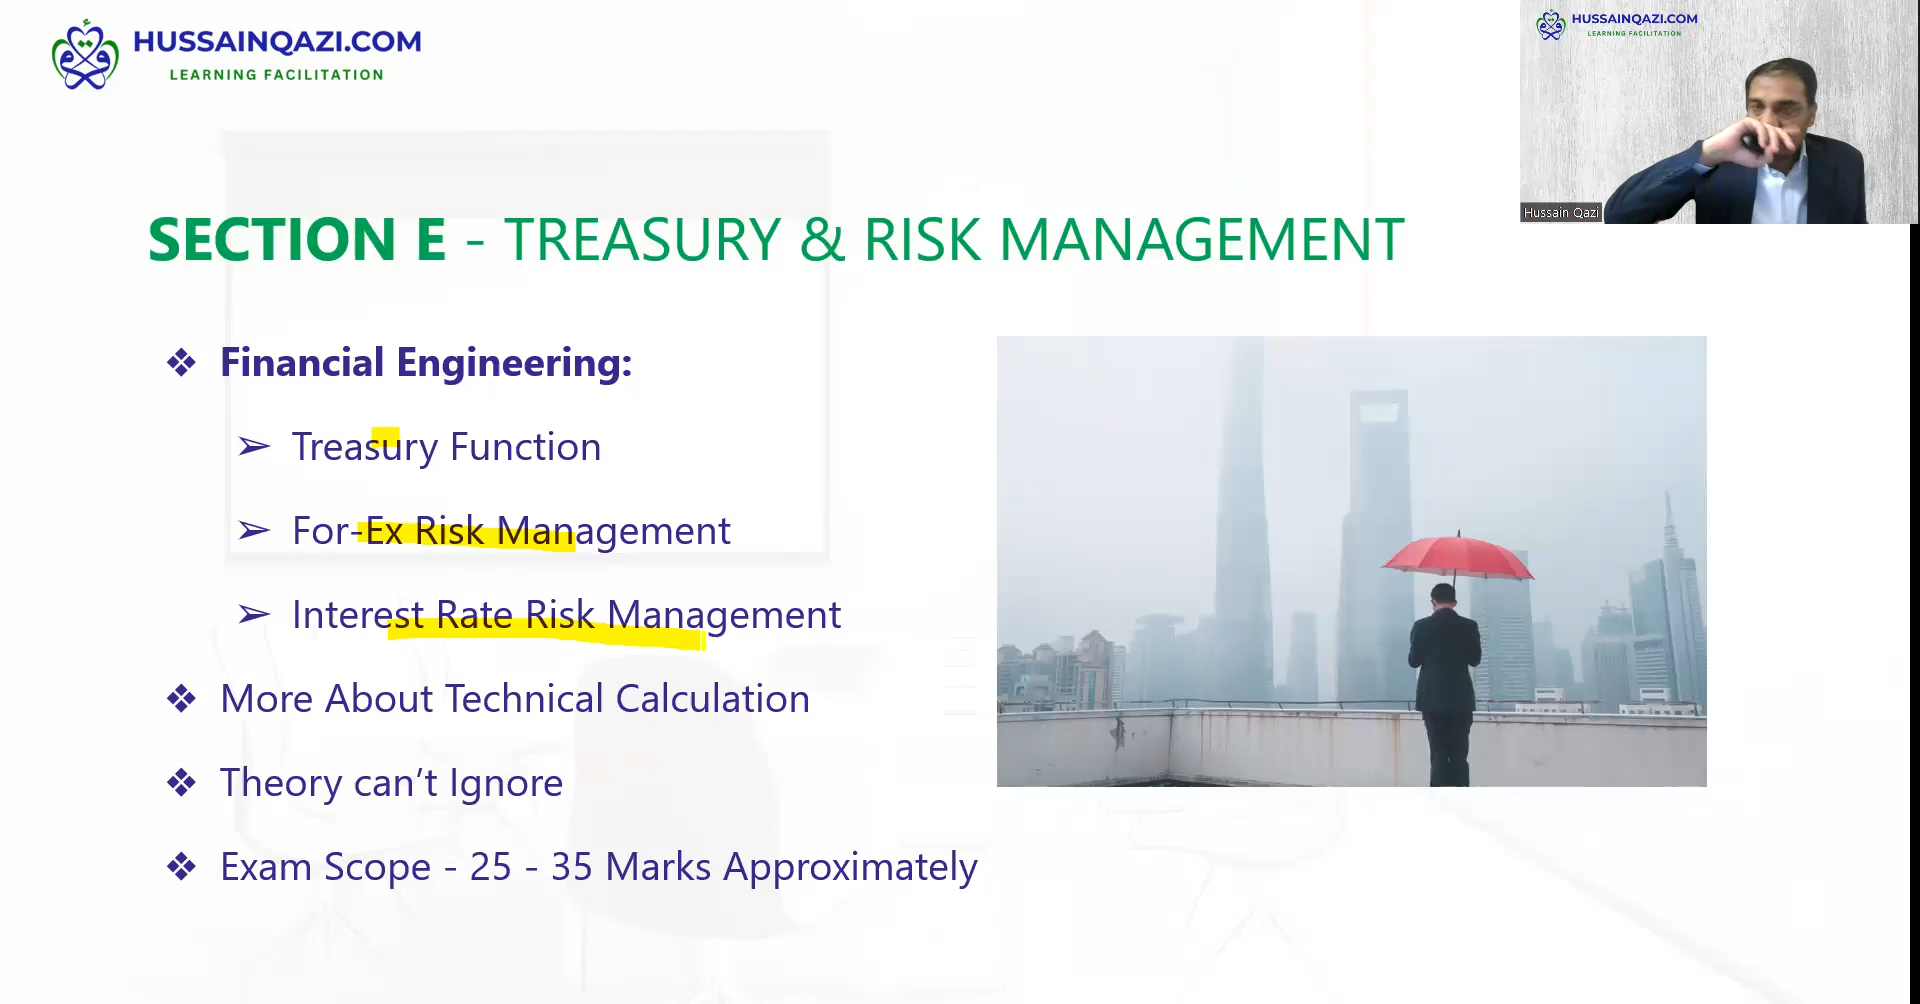 HUSSAINQAZI.COM
LEARNING FACILITATION
HUSSAINQAZI.COM
LEARNING FACILITATION
Hussain Qazi
SECTION E - TREASURY & RISK MANAGEMENT
❖ Financial Engineering:
➢ Treasury Function
➢ For-Ex Risk Management
➢ Interest Rate Risk Management
❖ More About Technical Calculation
❖ Theory can’t Ignore
❖ Exam Scope - 25 - 35 Marks Approximately